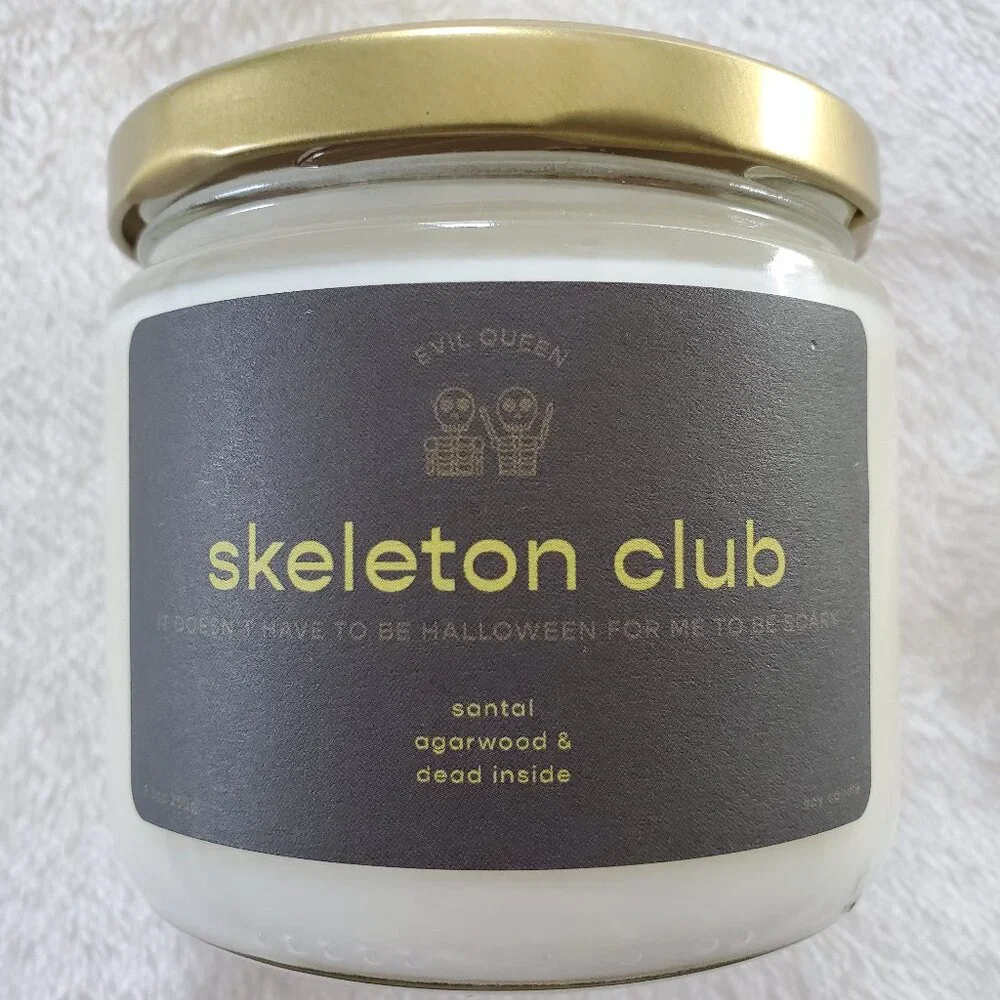 EVIL QUEEN
skeleton club
IT DOESN'T HAVE TO BE HALLOWEEN FOR ME TO BE SCARY
santal
agarwood &
dead inside
soy candle